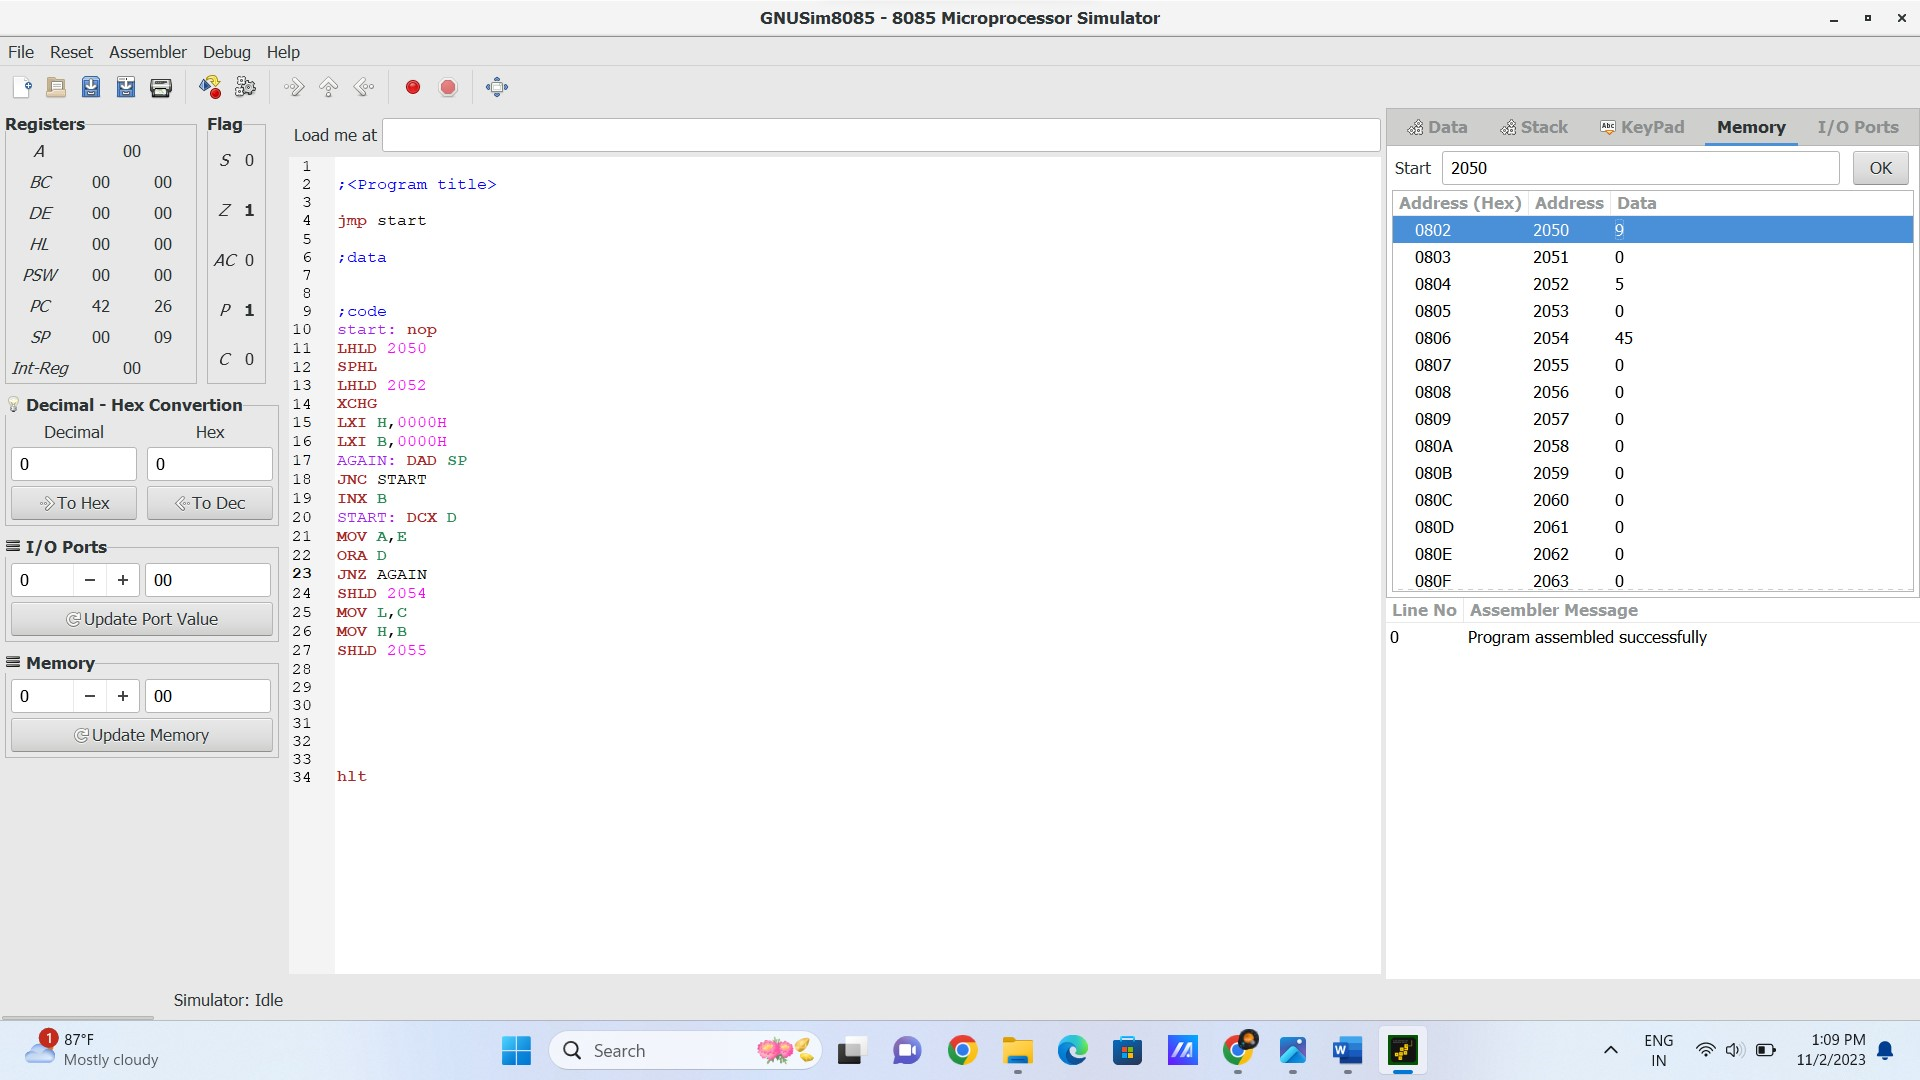 GNUSim8085 - 8085 Microprocessor Simulator
File Reset Assembler Debug Help
Registers
A 00
BC 00 00
DE 00 00
HL 00 00
PSW 00 00
PC 42 26
SP 00 09
Int-Reg 00
Flag
S 0
Z 1
AC 0
P 1
C 0
Decimal - Hex Convertion
Decimal Hex
0 0
To Hex To Dec
I/O Ports
0 - + 00
Update Port Value
Memory
0 - + 00
Update Memory
Load me at
1
2 ;<Program title>
3
4 jmp start
5
6 ;data
7
8
9 ;code
10 start: nop
11 LHLD 2050
12 SPHL
13 LHLD 2052
14 XCHG
15 LXI H,0000H
16 LXI B,0000H
17 AGAIN: DAD SP
18 JNC START
19 INX B
20 START: DCX D
21 MOV A,E
22 ORA D
23 JNZ AGAIN
24 SHLD 2054
25 MOV L,C
26 MOV H,B
27 SHLD 2055
28
29
30
31
32
33
34 hlt
Data Stack Abc KeyPad Memory I/O Ports
Start 2050 OK
Address (Hex) Address Data
0802 2050 9
0803 2051 0
0804 2052 5
0805 2053 0
0806 2054 45
0807 2055 0
0808 2056 0
0809 2057 0
080A 2058 0
080B 2059 0
080C 2060 0
080D 2061 0
080E 2062 0
080F 2063 0
Line No Assembler Message
0 Program assembled successfully
Simulator: Idle
1 87°F
Mostly cloudy
Search
ENG
IN
1:09 PM
11/2/2023